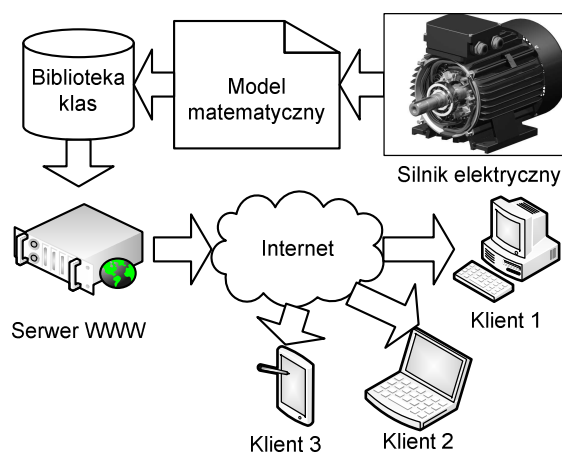 Biblioteka
klas
Model
matematyczny
Silnik elektryczny
Serwer WWW
Internet
Klient 1
Klient 2
Klient 3